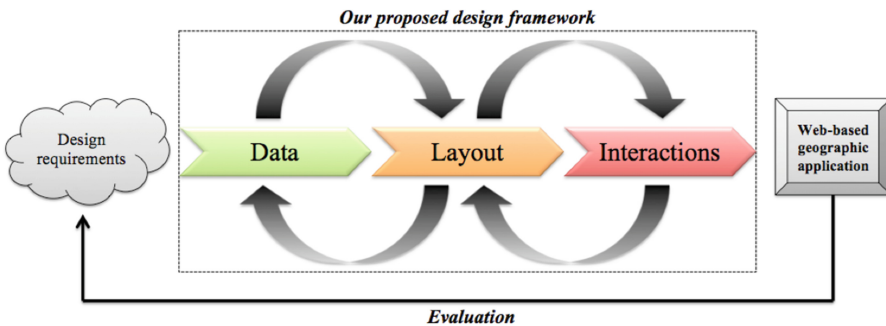 Our proposed design framework
Design
requirements
Data
Layout
Interactions
Web-based
geographic
application
Evaluation